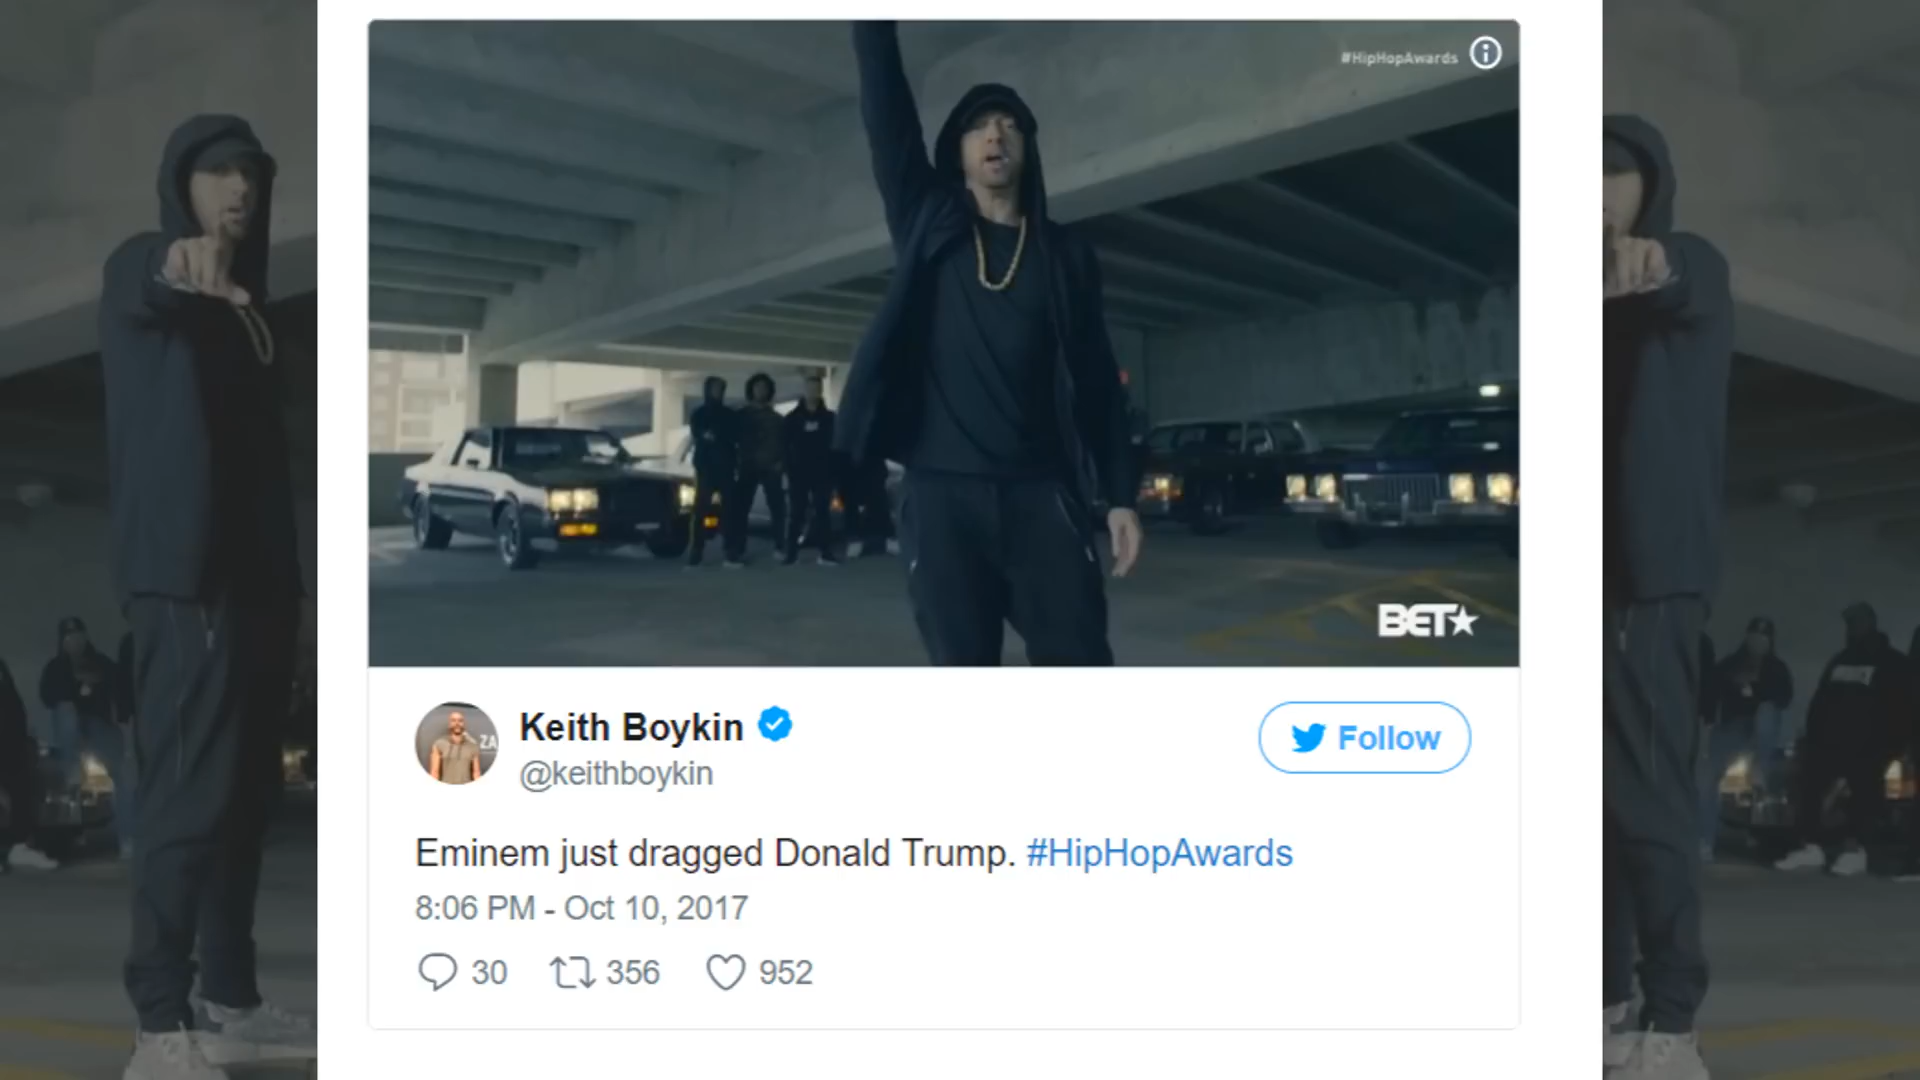 #HipHopAwards
BET
ZA
Keith Boykin
@keithboykin
Follow
Eminem just dragged Donald Trump. #HipHopAwards
8:06 PM - Oct 10, 2017
30 356 952